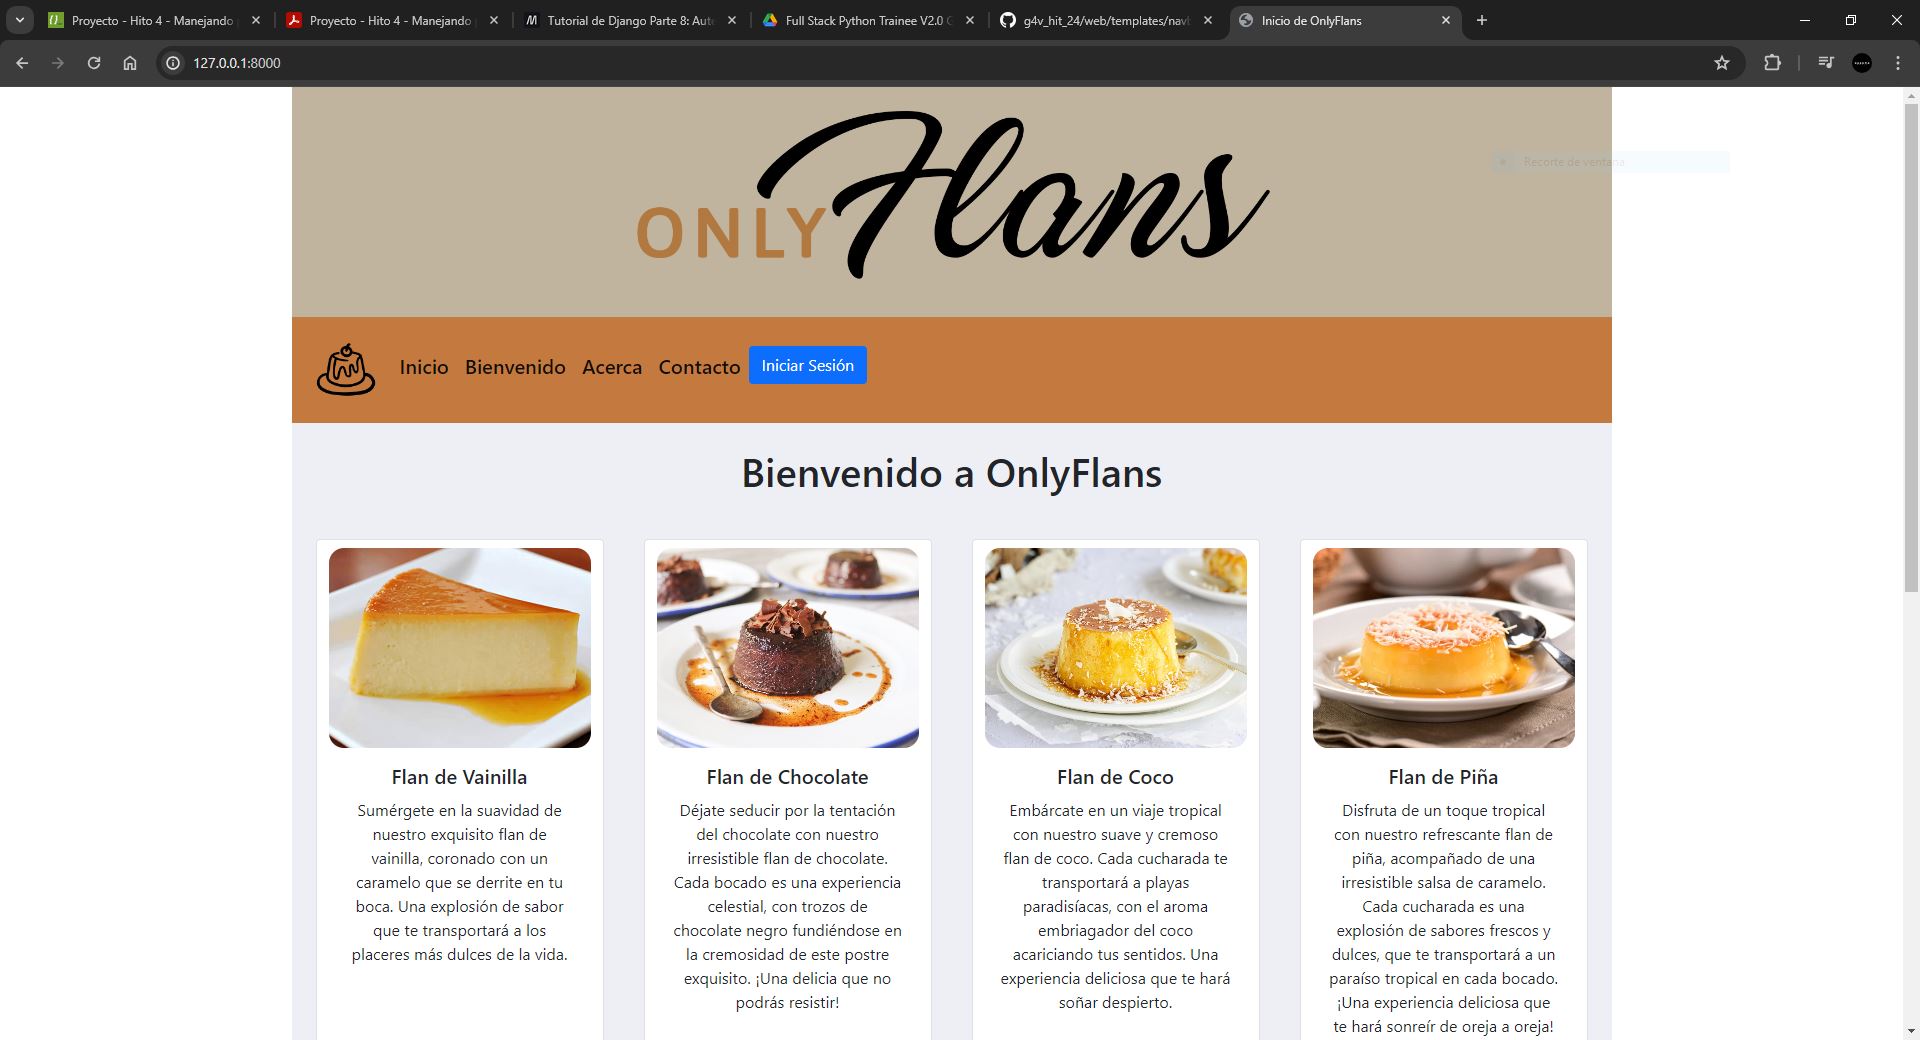 Proyecto - Hito 4 - Manejando
Proyecto - Hito 4 - Manejando
Tutorial de Django Parte 8: Aute
Full Stack Python Trainee V2.0 G
g4v_hit_24/web/templates/navb
Inicio de OnlyFlans
127.0.0.1:8000
ONLY Flans
Recorte de ventana
Inicio Bienvenido Acerca Contacto Iniciar Sesión
Bienvenido a OnlyFlans
Flan de Vainilla
Sumérgete en la suavidad de
nuestro exquisito flan de
vainilla, coronado con un
caramelo que se derrite en tu
boca. Una explosión de sabor
que te transportará a los
placeres más dulces de la vida.
Flan de Chocolate
Déjate seducir por la tentación
del chocolate con nuestro
irresistible flan de chocolate.
Cada bocado es una experiencia
celestial, con trozos de
chocolate negro fundiéndose en
la cremosidad de este postre
exquisito. ¡Una delicia que no
podrás resistir!
Flan de Coco
Embárcate en un viaje tropical
con nuestro suave y cremoso
flan de coco. Cada cucharada te
transportará a playas
paradisíacas, con el aroma
embriagador del coco
acariciando tus sentidos. Una
experiencia deliciosa que te hará
soñar despierto.
Flan de Piña
Disfruta de un toque tropical
con nuestro refrescante flan de
piña, acompañado de una
irresistible salsa de caramelo.
Cada cucharada es una
explosión de sabores frescos y
dulces, que te transportará a un
paraíso tropical en cada bocado.
¡Una experiencia deliciosa que
te hará sonreír de oreja a oreja!